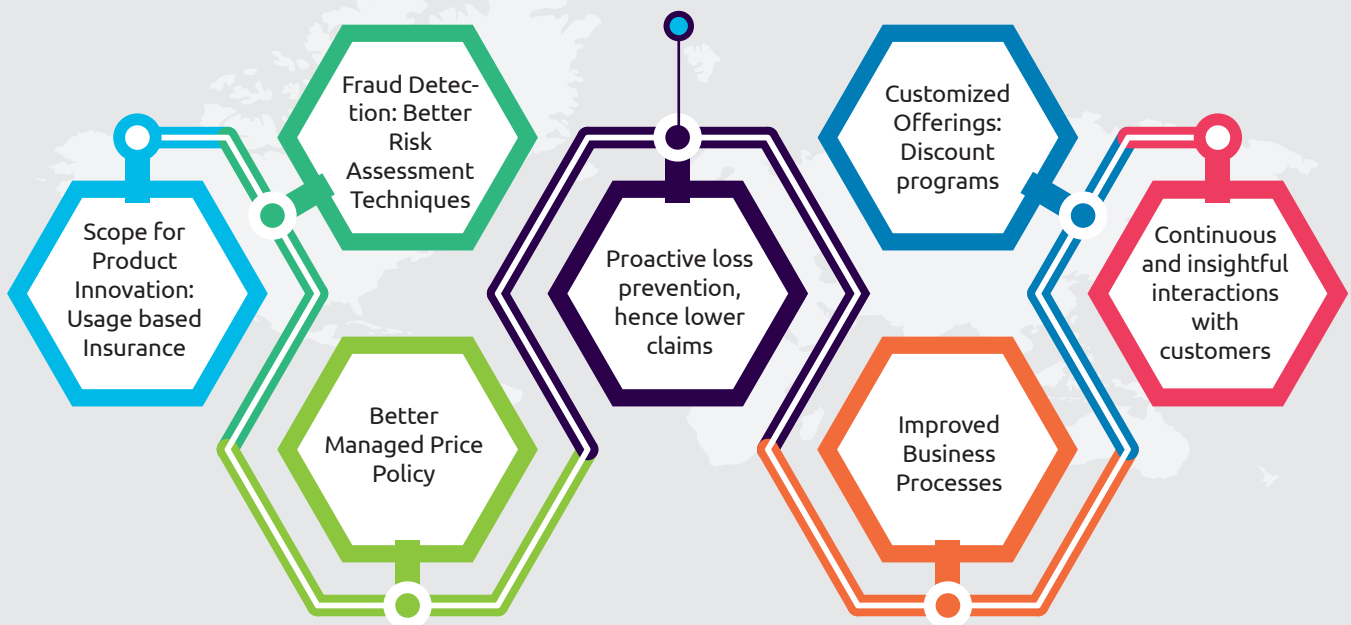 Scope for
Product
Innovation:
Usage based
Insurance
Fraud Detec-
tion: Better
Risk
Assessment
Techniques
Better
Managed Price
Policy
Proactive loss
prevention,
hence lower
claims
Customized
Offerings:
Discount
programs
Improved
Business
Processes
Continuous
and insightful
interactions
with
customers